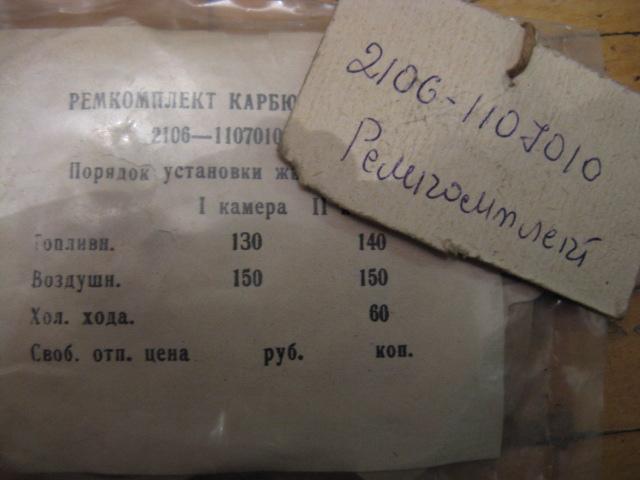 РЕМКОМПЛЕКТ КАРБЮ
2106—1107010
Порядок установки
I камера II
Топливн. 130 140
Воздушн. 150 150
Хол. хода. 60
Своб. отп. цена руб. коп.
2106-1107010
Ремкомплект